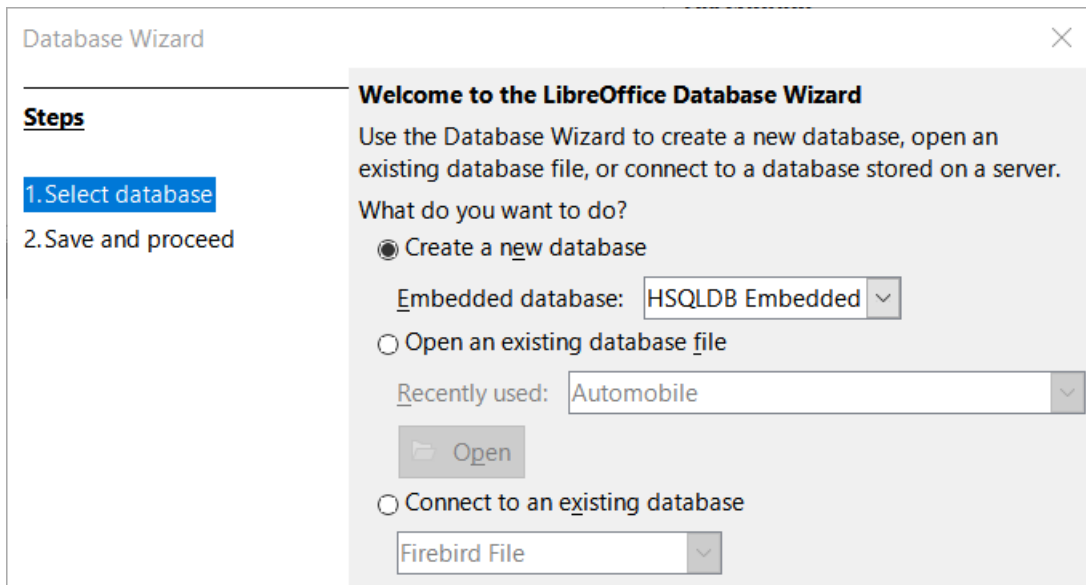 Database Wizard
Steps
1.Select database
2.Save and proceed
Welcome to the LibreOffice Database Wizard
Use the Database Wizard to create a new database, open an
existing database file, or connect to a database stored on a server.
What do you want to do?
Create a new database
Embedded database: HSQLDB Embedded
Open an existing database file
Recently used: Automobile
Open
Connect to an existing database
Firebird File